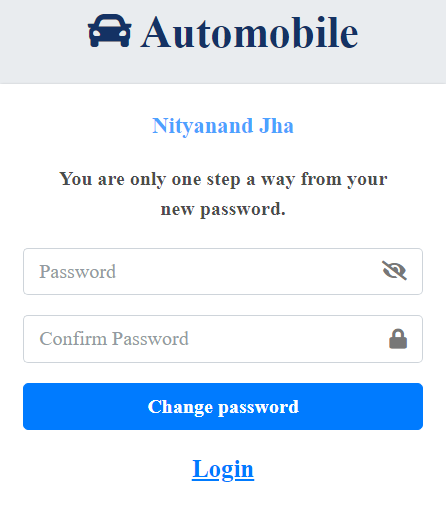 Automobile
Nityanand Jha
You are only one step a way from your
new password.
Password
Confirm Password
Change password
Login